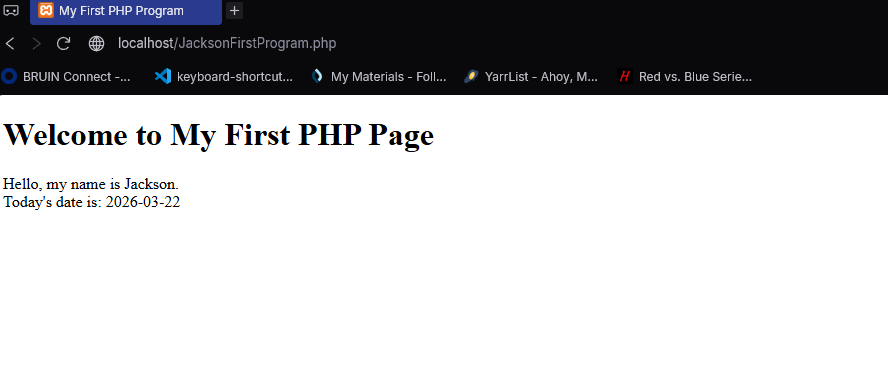 My First PHP Program
localhost/JacksonFirstProgram.php
BRUIN Connect -...
keyboard-shortcut...
My Materials - Foll...
YarrList - Ahoy, M...
Red vs. Blue Serie...
Welcome to My First PHP Page
Hello, my name is Jackson.
Today's date is: 2026-03-22